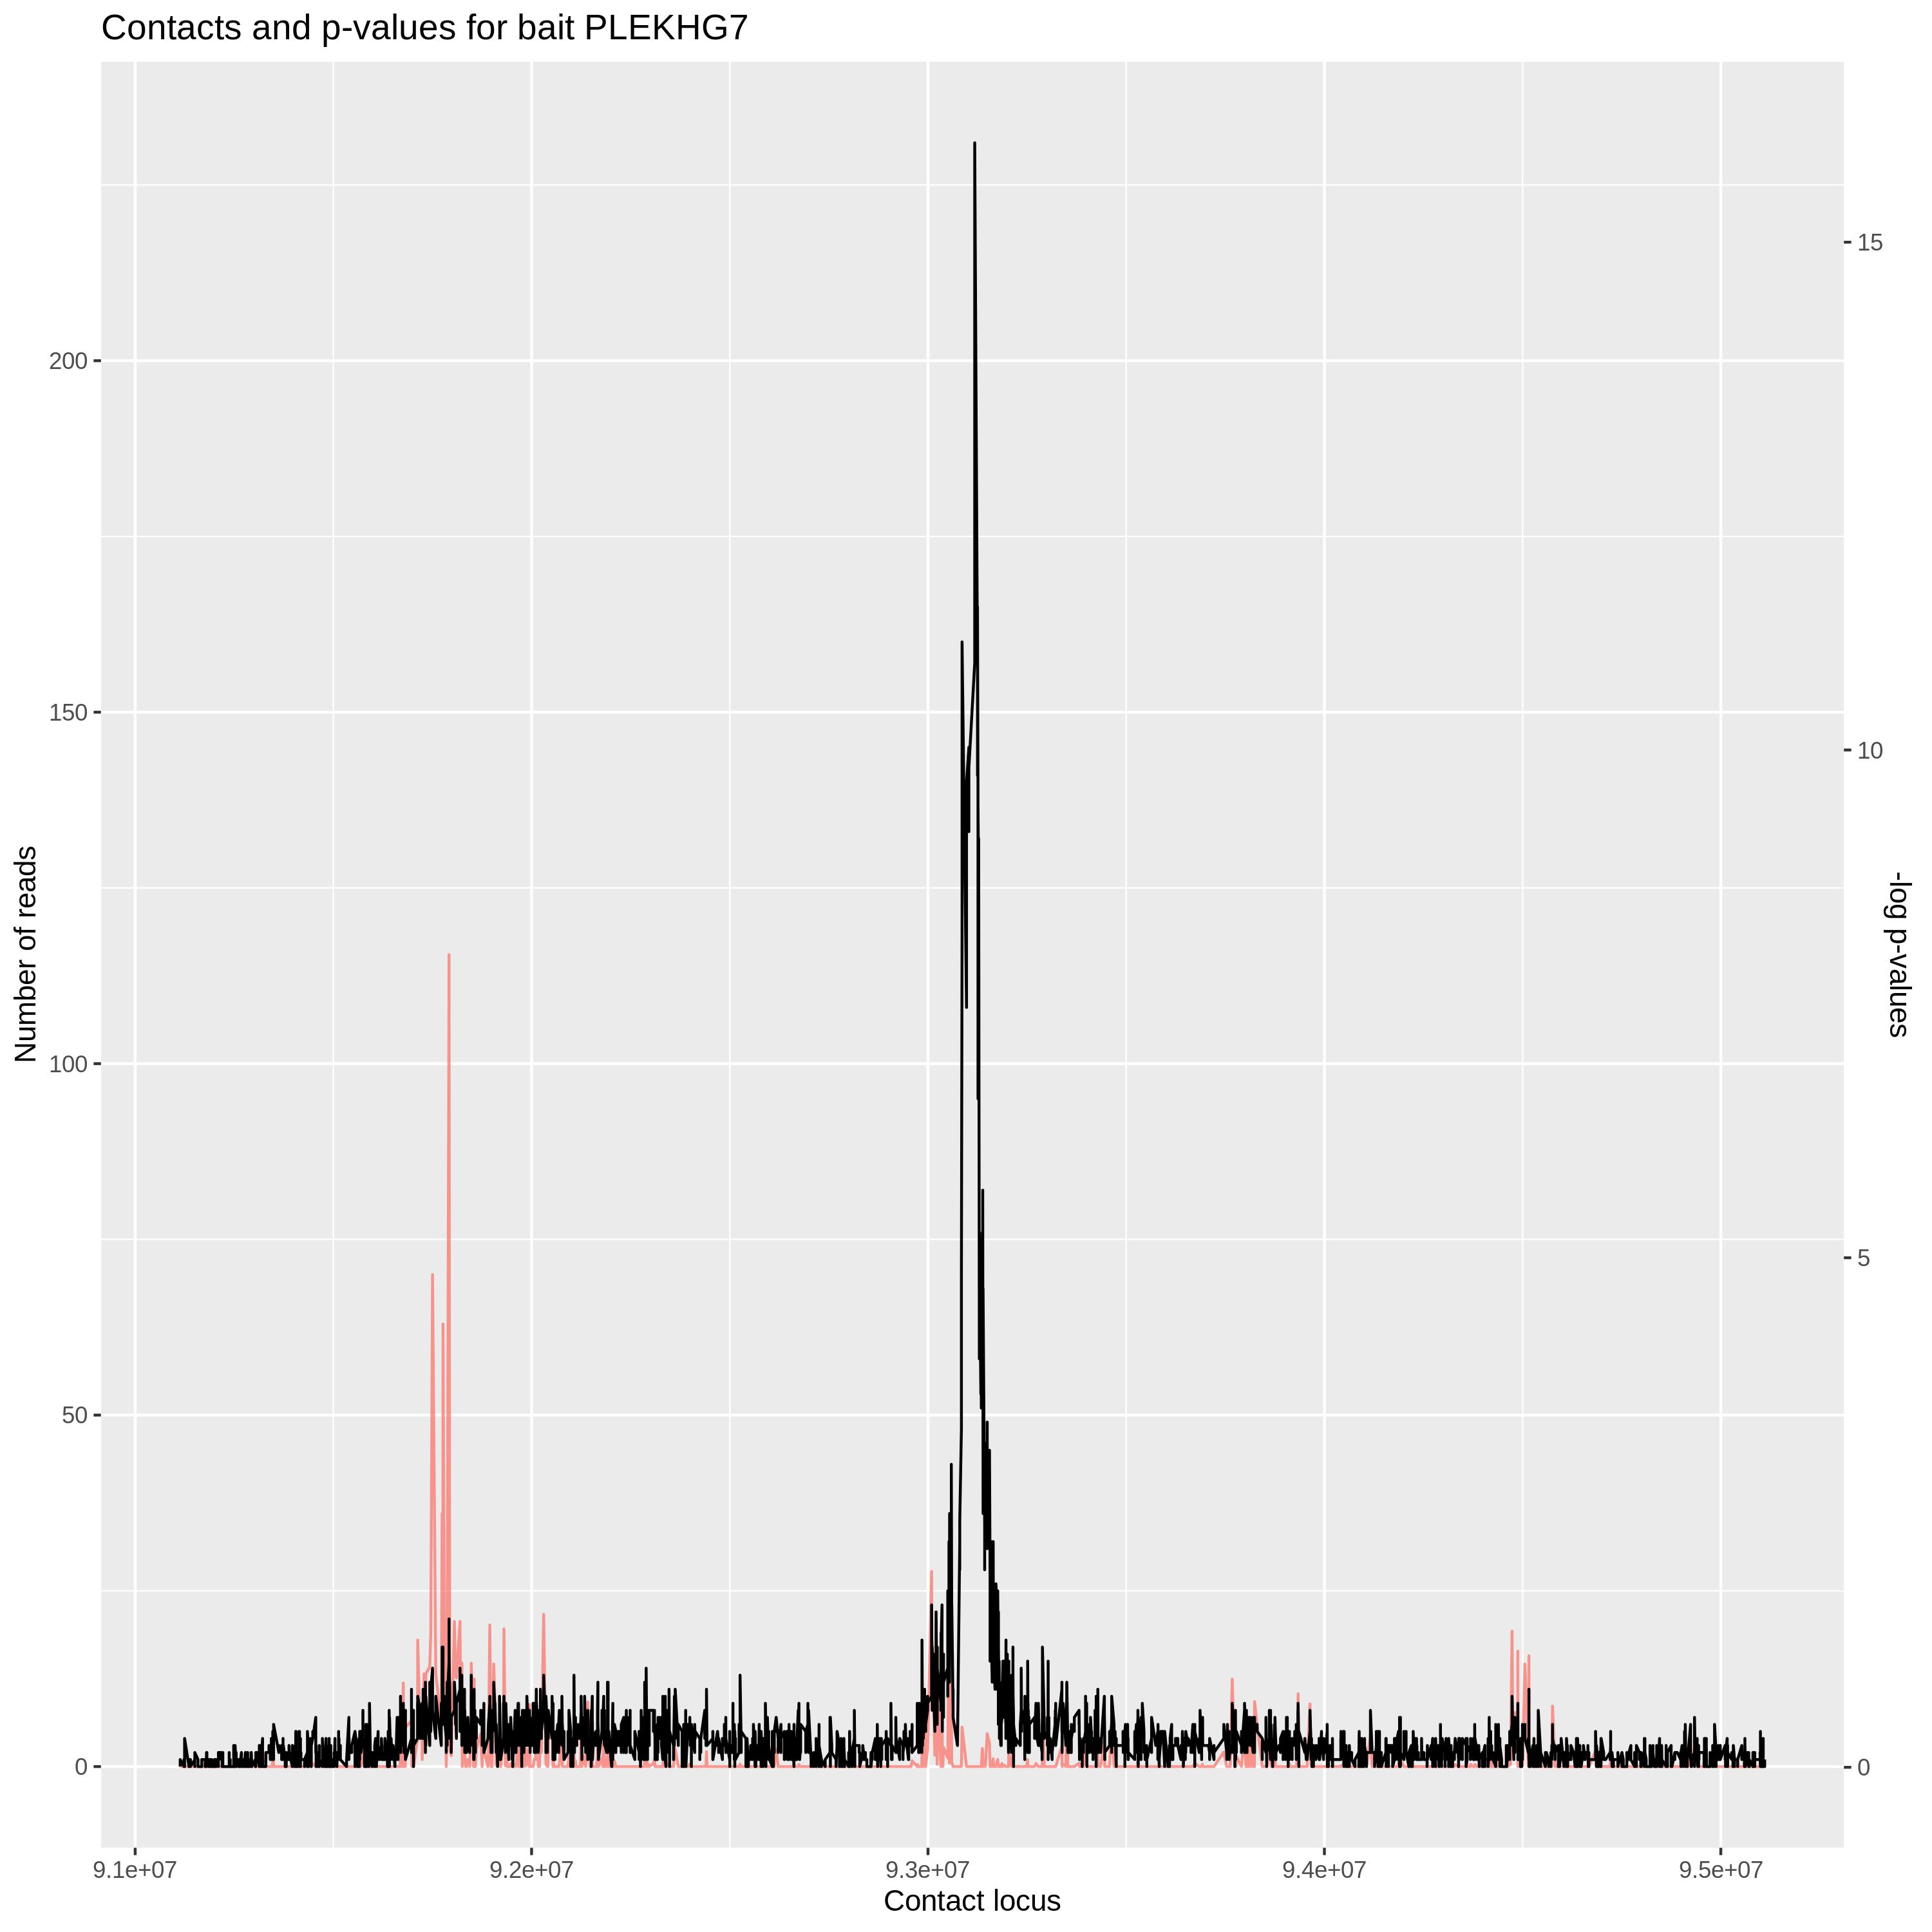 Contacts and p-values for bait PLEKHG7
Number of reads
200
150
100
50
0
15
10
5
0
-log p-values
9.1e+07 9.2e+07 9.3e+07 9.4e+07 9.5e+07
Contact locus